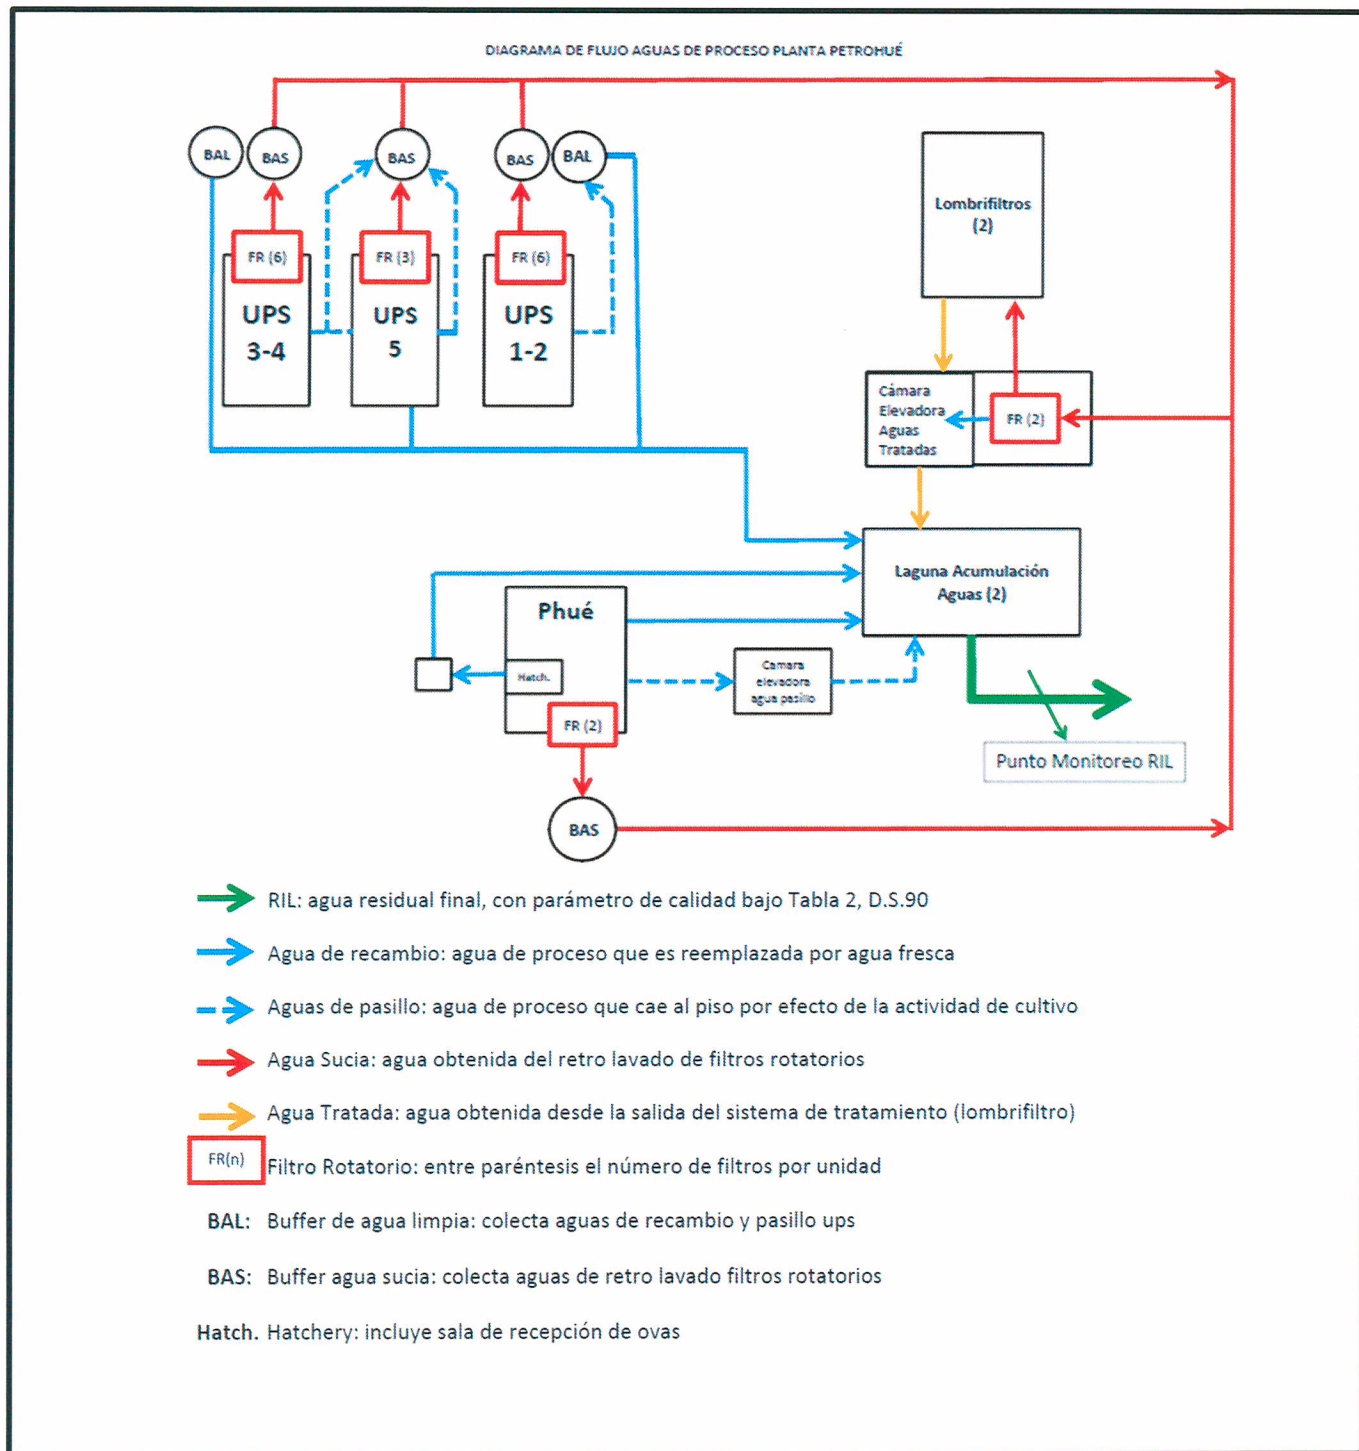 DIAGRAMA DE FLUJO AGUAS DE PROCESO PLANTA PETROHUÉ
BAL
BAS
BAS
BAS
BAL
FR (6)
FR (3)
FR (6)
UPS
3-4
UPS
5
UPS
1-2
Lombrifiltros
(2)
Cámara
Elevadora
Aguas
Tratadas
FR (2)
Laguna Acumulación
Aguas (2)
Phué
Hatch.
FR (2)
Camara
elevadora
agua pasillo
Punto Monitoreo RIL
BAS
RIL: agua residual final, con parámetro de calidad bajo Tabla 2, D.S.90
Agua de recambio: agua de proceso que es reemplazada por agua fresca
Aguas de pasillo: agua de proceso que cae al piso por efecto de la actividad de cultivo
Agua Sucia: agua obtenida del retro lavado de filtros rotatorios
Agua Tratada: agua obtenida desde la salida del sistema de tratamiento (lombrifiltro)
FR(n) Filtro Rotatorio: entre paréntesis el número de filtros por unidad
BAL: Buffer de agua limpia: colecta aguas de recambio y pasillo ups
BAS: Buffer agua sucia: colecta aguas de retro lavado filtros rotatorios
Hatch. Hatchery: incluye sala de recepción de ovas